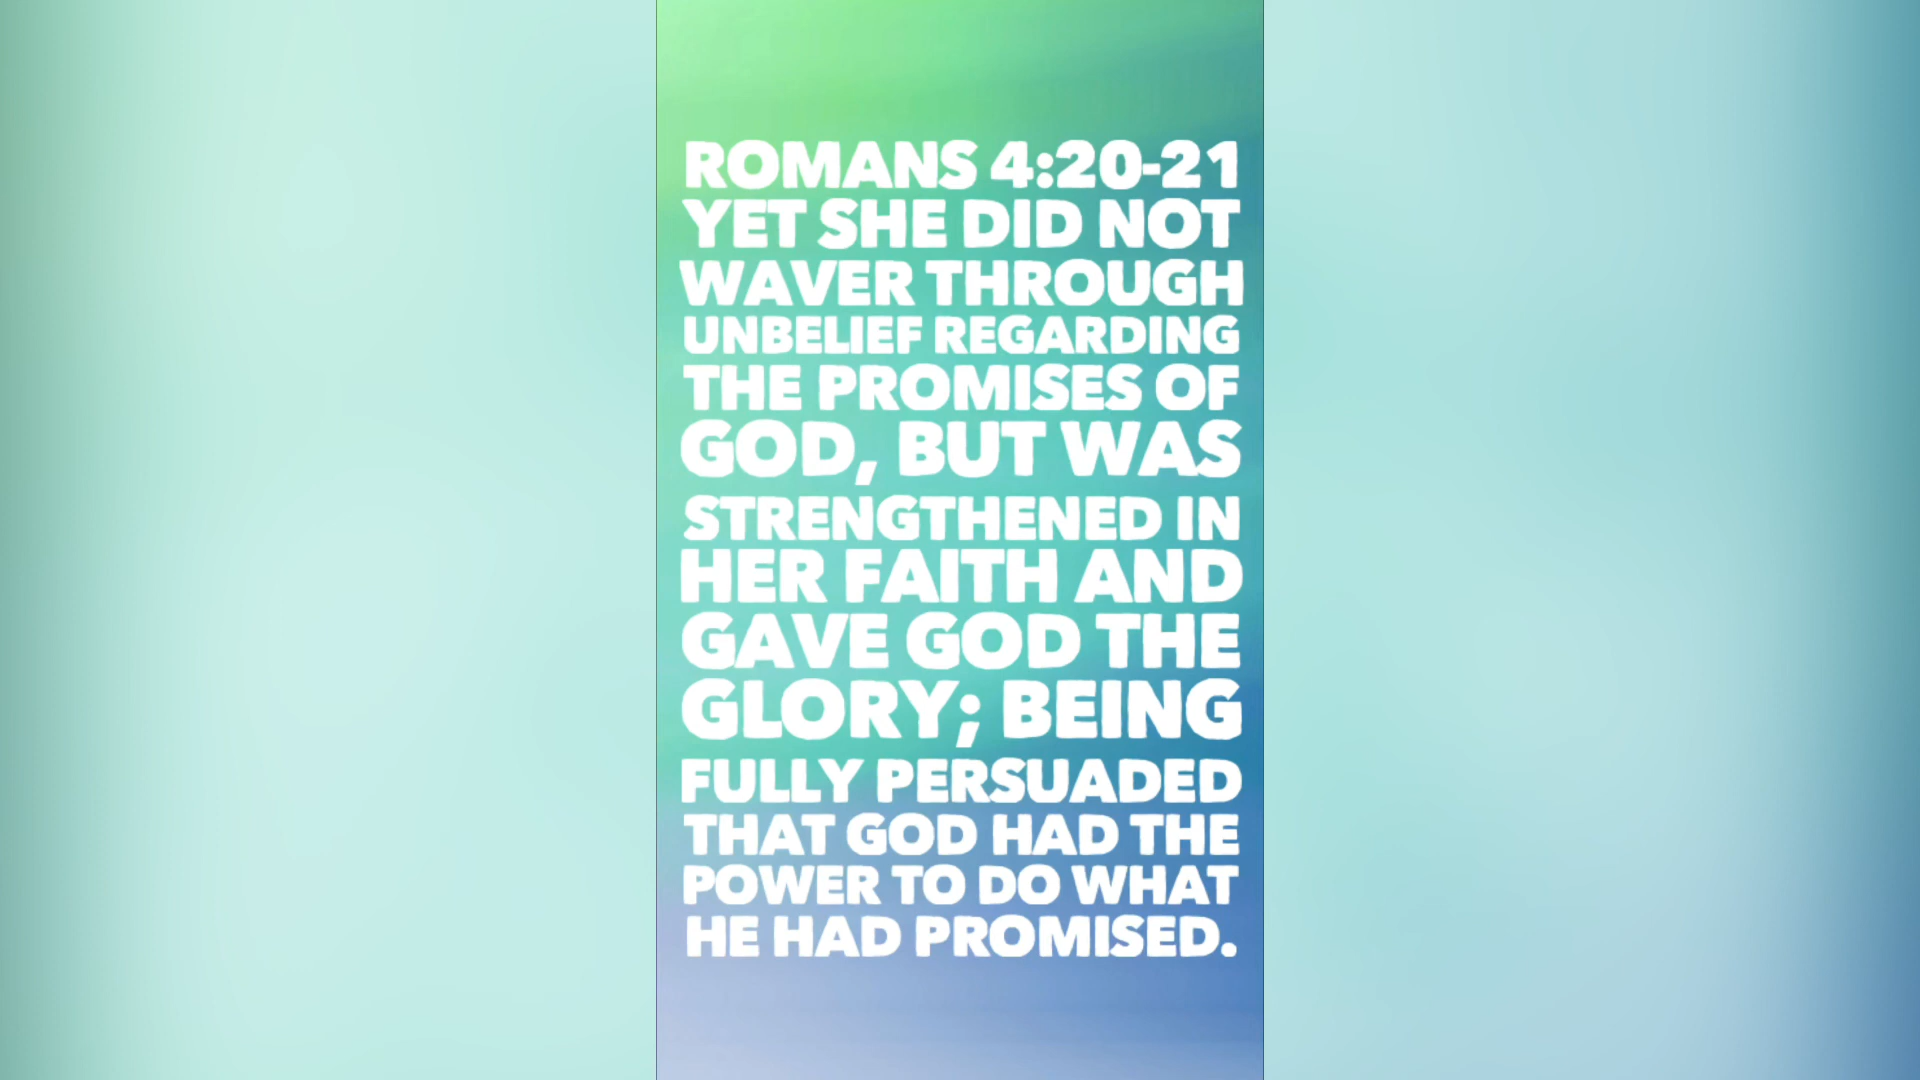 ROMANS 4:20-21
YET SHE DID NOT
WAVER THROUGH
UNBELIEF REGARDING
THE PROMISES OF
GOD, BUT WAS
STRENGTHENED IN
HER FAITH AND
GAVE GOD THE
GLORY; BEING
FULLY PERSUADED
THAT GOD HAD THE
POWER TO DO WHAT
HE HAD PROMISED.